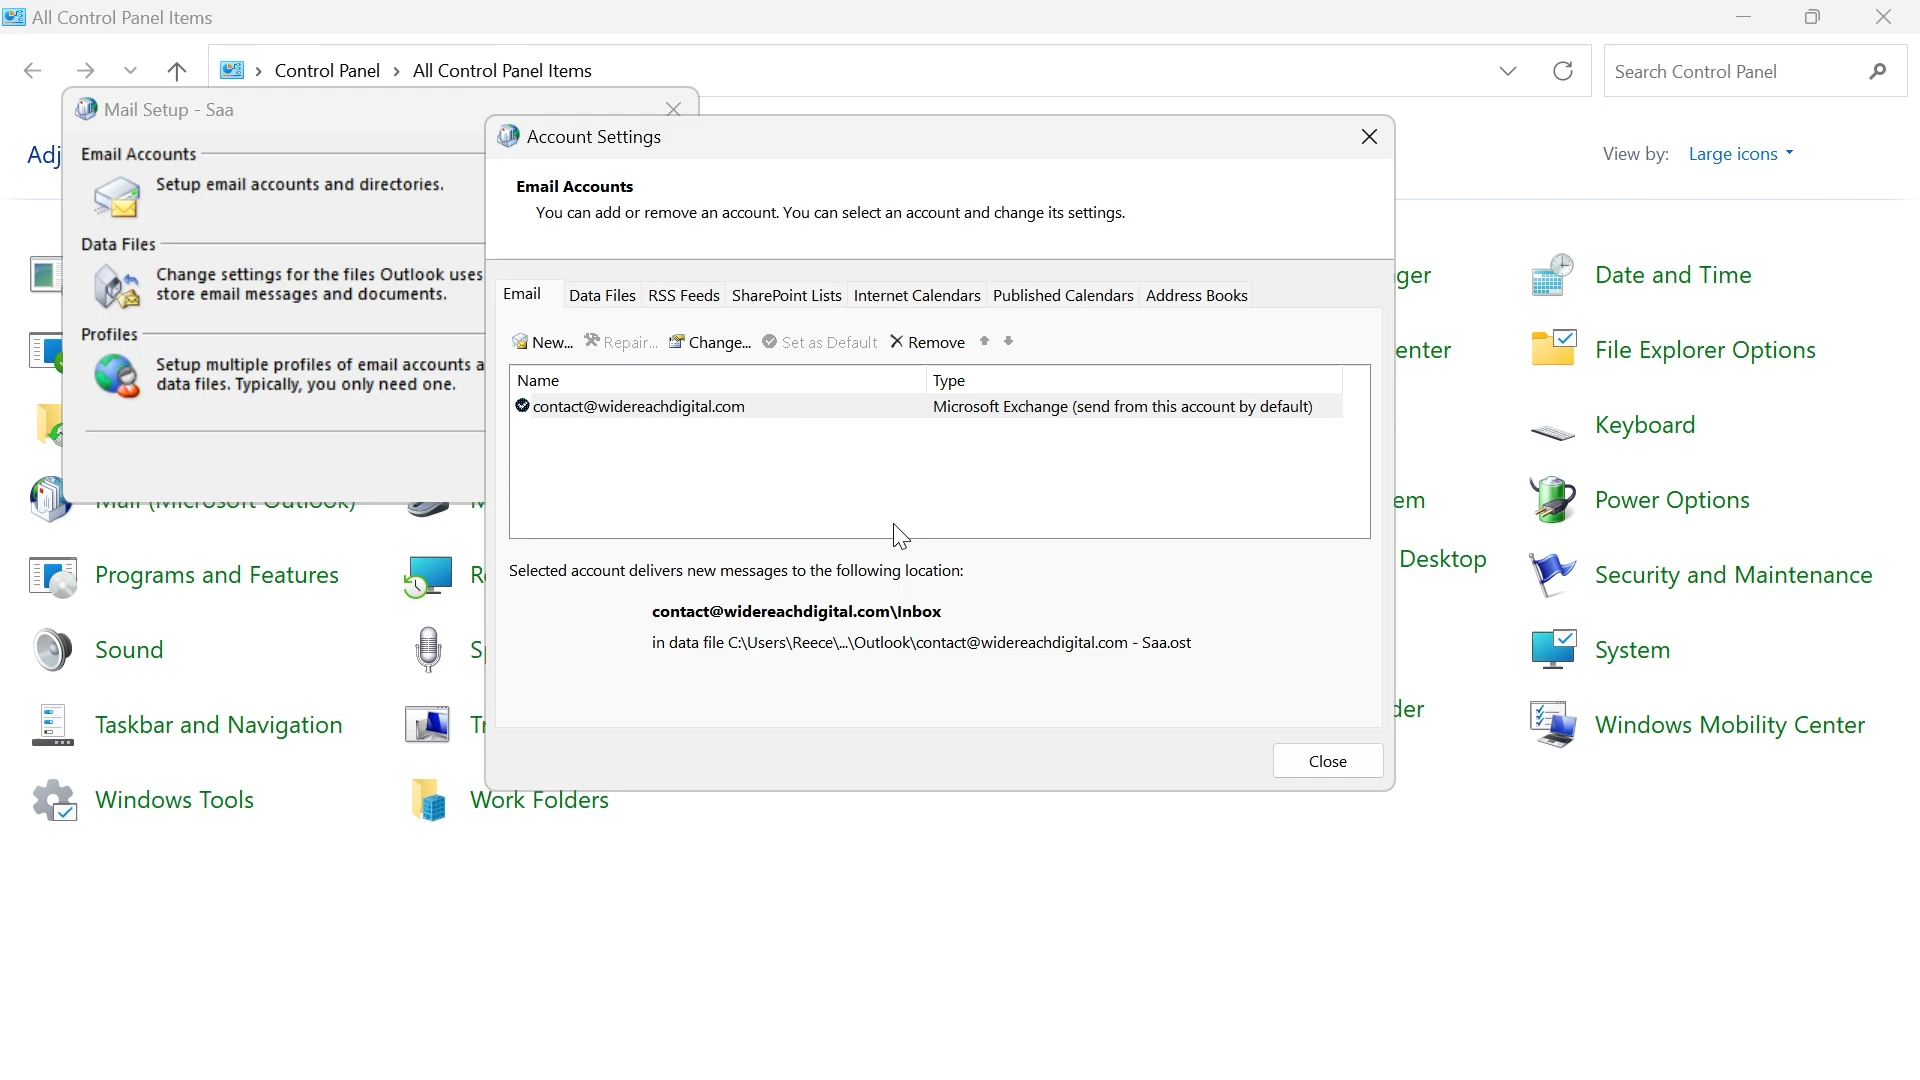 All Control Panel Items
Control Panel > All Control Panel Items
Search Control Panel
Adj
View by: Large icons
Mail Setup - Saa
Email Accounts
Setup email accounts and directories.
Data Files
Change settings for the files Outlook uses
store email messages and documents.
Profiles
Setup multiple profiles of email accounts a
data files. Typically, you only need one.
Account Settings
Email Accounts
You can add or remove an account. You can select an account and change its settings.
Email Data Files RSS Feeds SharePoint Lists Internet Calendars Published Calendars Address Books
New... Repair... Change... Set as Default Remove
Name Type
contact@widereachdigital.com Microsoft Exchange (send from this account by default)
Selected account delivers new messages to the following location:
contact@widereachdigital.com\Inbox
in data file C:\Users\Reece\...\Outlook\contact@widereachdigital.com - Saa.ost
Close
ger Date and Time
enter File Explorer Options
Keyboard
Mail (Microsoft Outlook) em Power Options
Programs and Features Desktop Security and Maintenance
Sound System
Taskbar and Navigation Tr der Windows Mobility Center
Windows Tools Work Folders